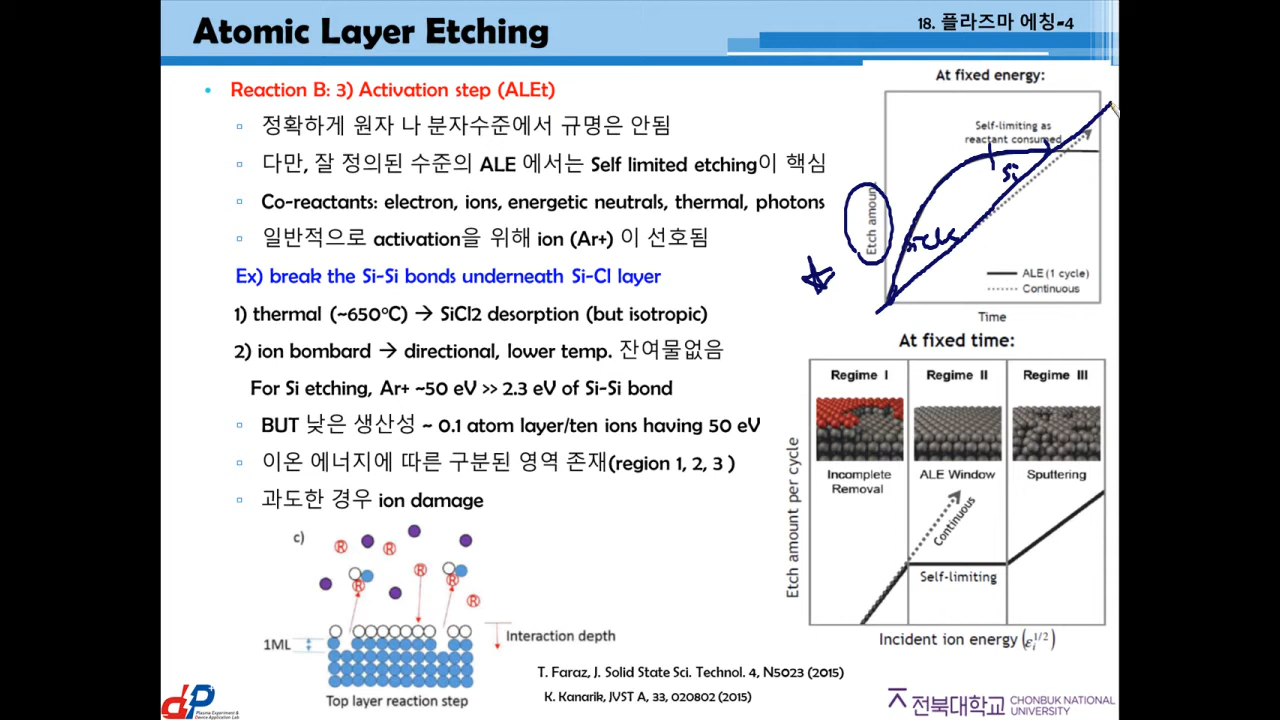 Atomic Layer Etching
18. 플라즈마 에칭-4
Reaction B: 3) Activation step (ALEt)
정확하게 원자 나 분자수준에서 규명은 안됨
다만, 잘 정의된 수준의 ALE 에서는 Self limited etching이 핵심
Co-reactants: electron, ions, energetic neutrals, thermal, photons
일반적으로 activation을 위해 ion (Ar+) 이 선호됨
Ex) break the Si-Si bonds underneath Si-Cl layer
1) thermal (~650°C) → SiCl2 desorption (but isotropic)
2) ion bombard → directional, lower temp. 잔여물없음
For Si etching, Ar+ ~50 eV >> 2.3 eV of Si-Si bond
BUT 낮은 생산성 ~ 0.1 atom layer/ten ions having 50 eV
이온 에너지에 따른 구분된 영역 존재(region 1, 2, 3 )
과도한 경우 ion damage
c)
R
R
R
R
R
R
1ML
Interaction depth
Top layer reaction step
At fixed energy:
Self-limiting as
reactant consumed
Si
Etch amount
ALE (1 cycle)
Continuous
Time
At fixed time:
Regime I
Regime II
Regime III
Incomplete
Removal
ALE Window
Sputtering
Continuous
Self-limiting
Etch amount per cycle
Incident ion energy (εi^1/2)
T. Faraz, J. Solid State Sci. Technol. 4, N5023 (2015)
K. Kanarik, JVST A, 33, 020802 (2015)
dP
Plasma Experiment &
Device Application Lab
전북대학교
CHONBUK NATIONAL
UNIVERSITY